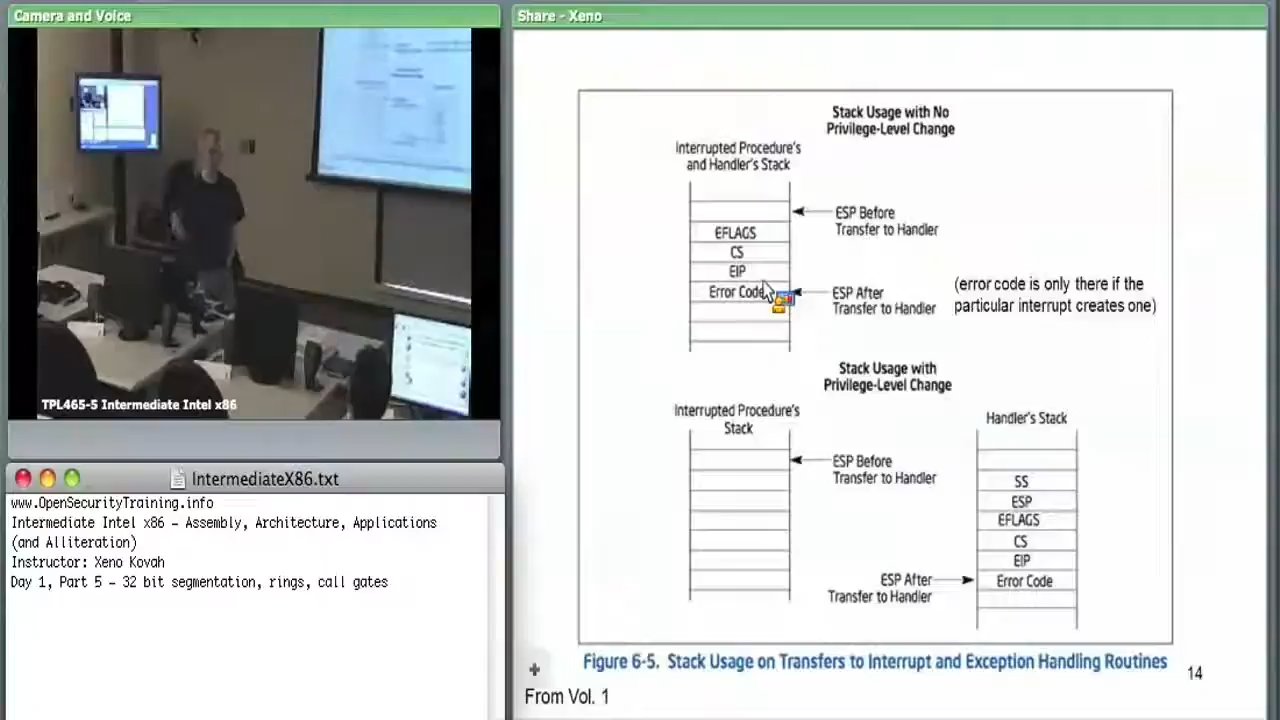 Camera and Voice
TPL465-5 Intermediate Intel x86
IntermediateX86.txt
www.OpenSecurityTraining.info
Intermediate Intel x86 – Assembly, Architecture, Applications
(and Alliteration)
Instructor: Xeno Kovah
Day 1, Part 5 – 32 bit segmentation, rings, call gates
Share - Xeno
Stack Usage with No
Privilege-Level Change
Interrupted Procedure's
and Handler's Stack
ESP Before
Transfer to Handler
EFLAGS
CS
EIP
Error Code
ESP After
Transfer to Handler
(error code is only there if the
particular interrupt creates one)
Stack Usage with
Privilege-Level Change
Interrupted Procedure's
Stack
Handler's Stack
ESP Before
Transfer to Handler
SS
ESP
EFLAGS
CS
EIP
Error Code
ESP After
Transfer to Handler
Figure 6-5. Stack Usage on Transfers to Interrupt and Exception Handling Routines
14
From Vol. 1